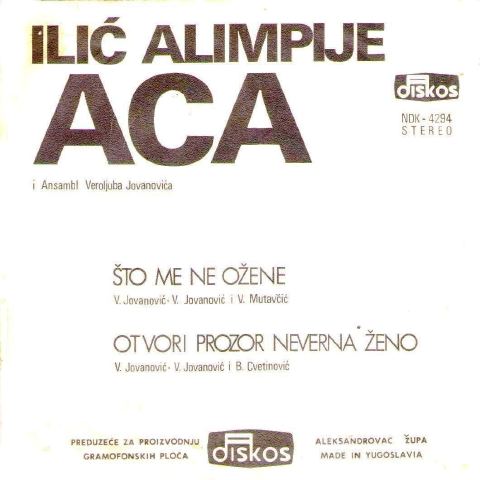 ILIĆ ALIMPIJE
ACA
diskos
NDK - 4294
STEREO
i Ansambl Veroljuba Jovanovića
ŠTO ME NE OŽENE
V. Jovanović - V. Jovanović i V. Mutavčić
OTVORI PROZOR NEVERNA ŽENO
V. Jovanović - V. Jovanović i B. Cvetinović
PREDUZEĆE ZA PROIZVODNJU
GRAMOFONSKIH PLOČA
diskos
ALEKSANDROVAC ŽUPA
MADE IN YUGOSLAVIA